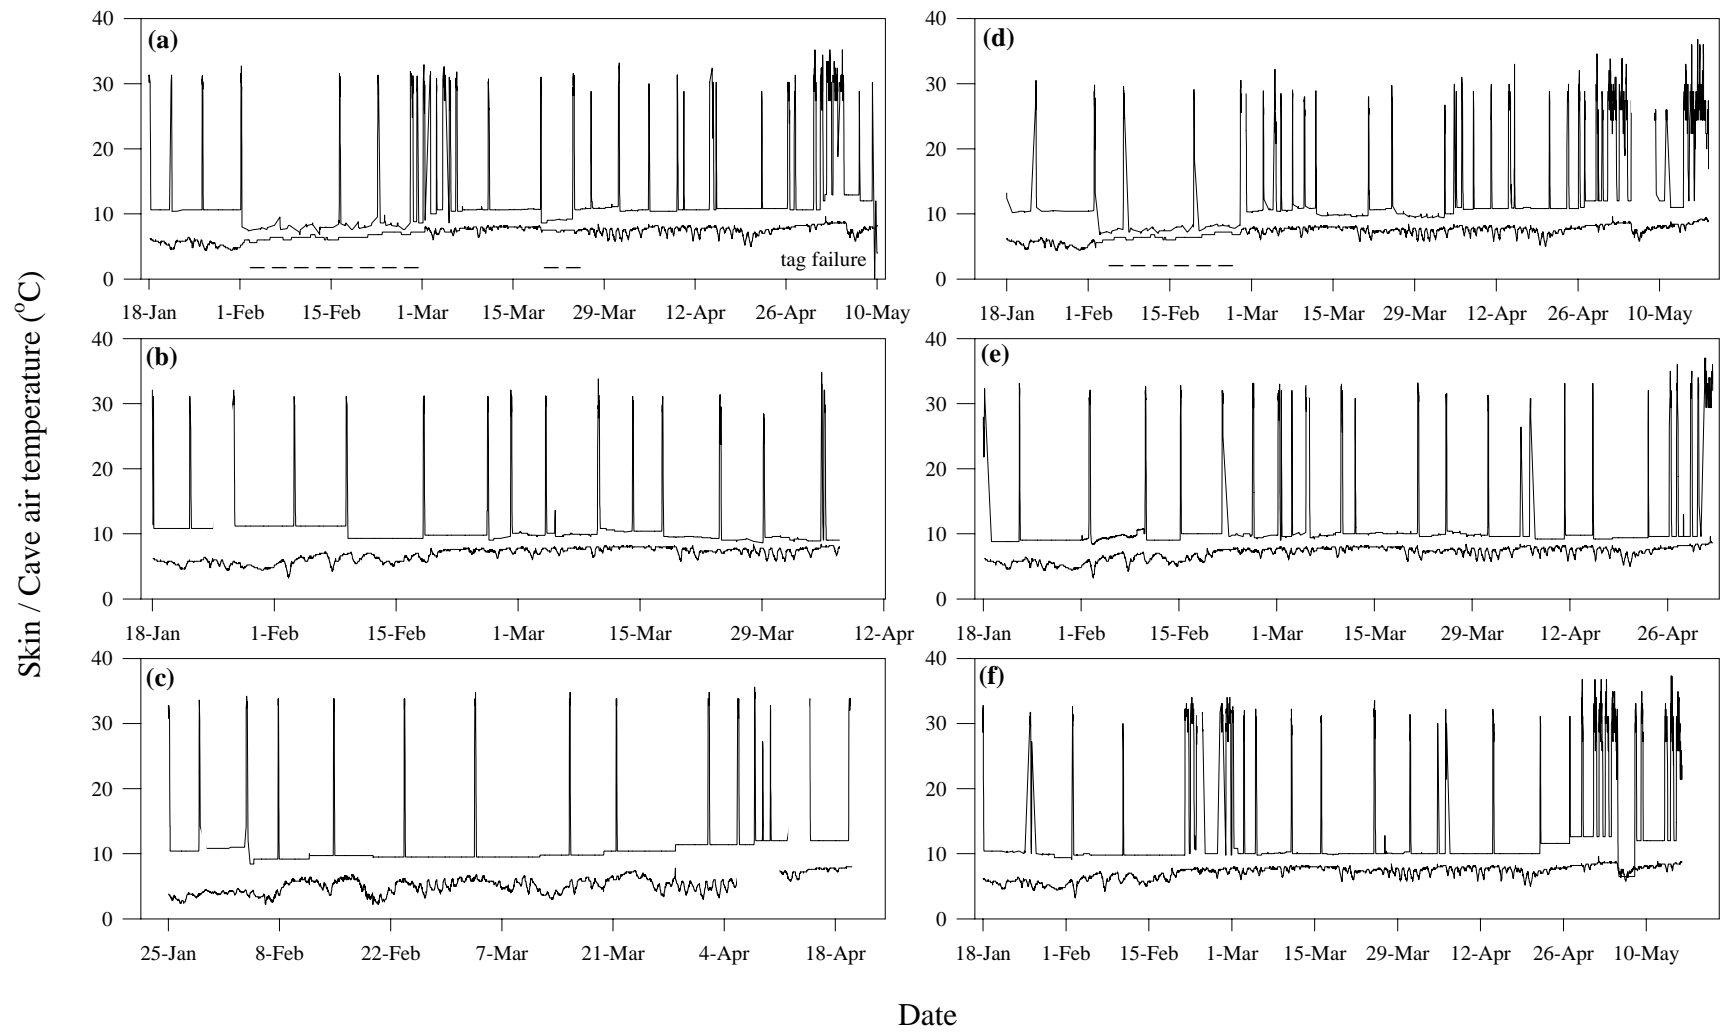 Skin / Cave air temperature (°C)
(a)
40
30
20
10
0
tag failure
18-Jan 1-Feb 15-Feb 1-Mar 15-Mar 29-Mar 12-Apr 26-Apr 10-May
(d)
40
30
20
10
0
18-Jan 1-Feb 15-Feb 1-Mar 15-Mar 29-Mar 12-Apr 26-Apr 10-May
(b)
40
30
20
10
0
18-Jan 1-Feb 15-Feb 1-Mar 15-Mar 29-Mar 12-Apr
(e)
40
30
20
10
0
18-Jan 1-Feb 15-Feb 1-Mar 15-Mar 29-Mar 12-Apr 26-Apr
(c)
40
30
20
10
0
25-Jan 8-Feb 22-Feb 7-Mar 21-Mar 4-Apr 18-Apr
(f)
40
30
20
10
0
18-Jan 1-Feb 15-Feb 1-Mar 15-Mar 29-Mar 12-Apr 26-Apr 10-May
Date